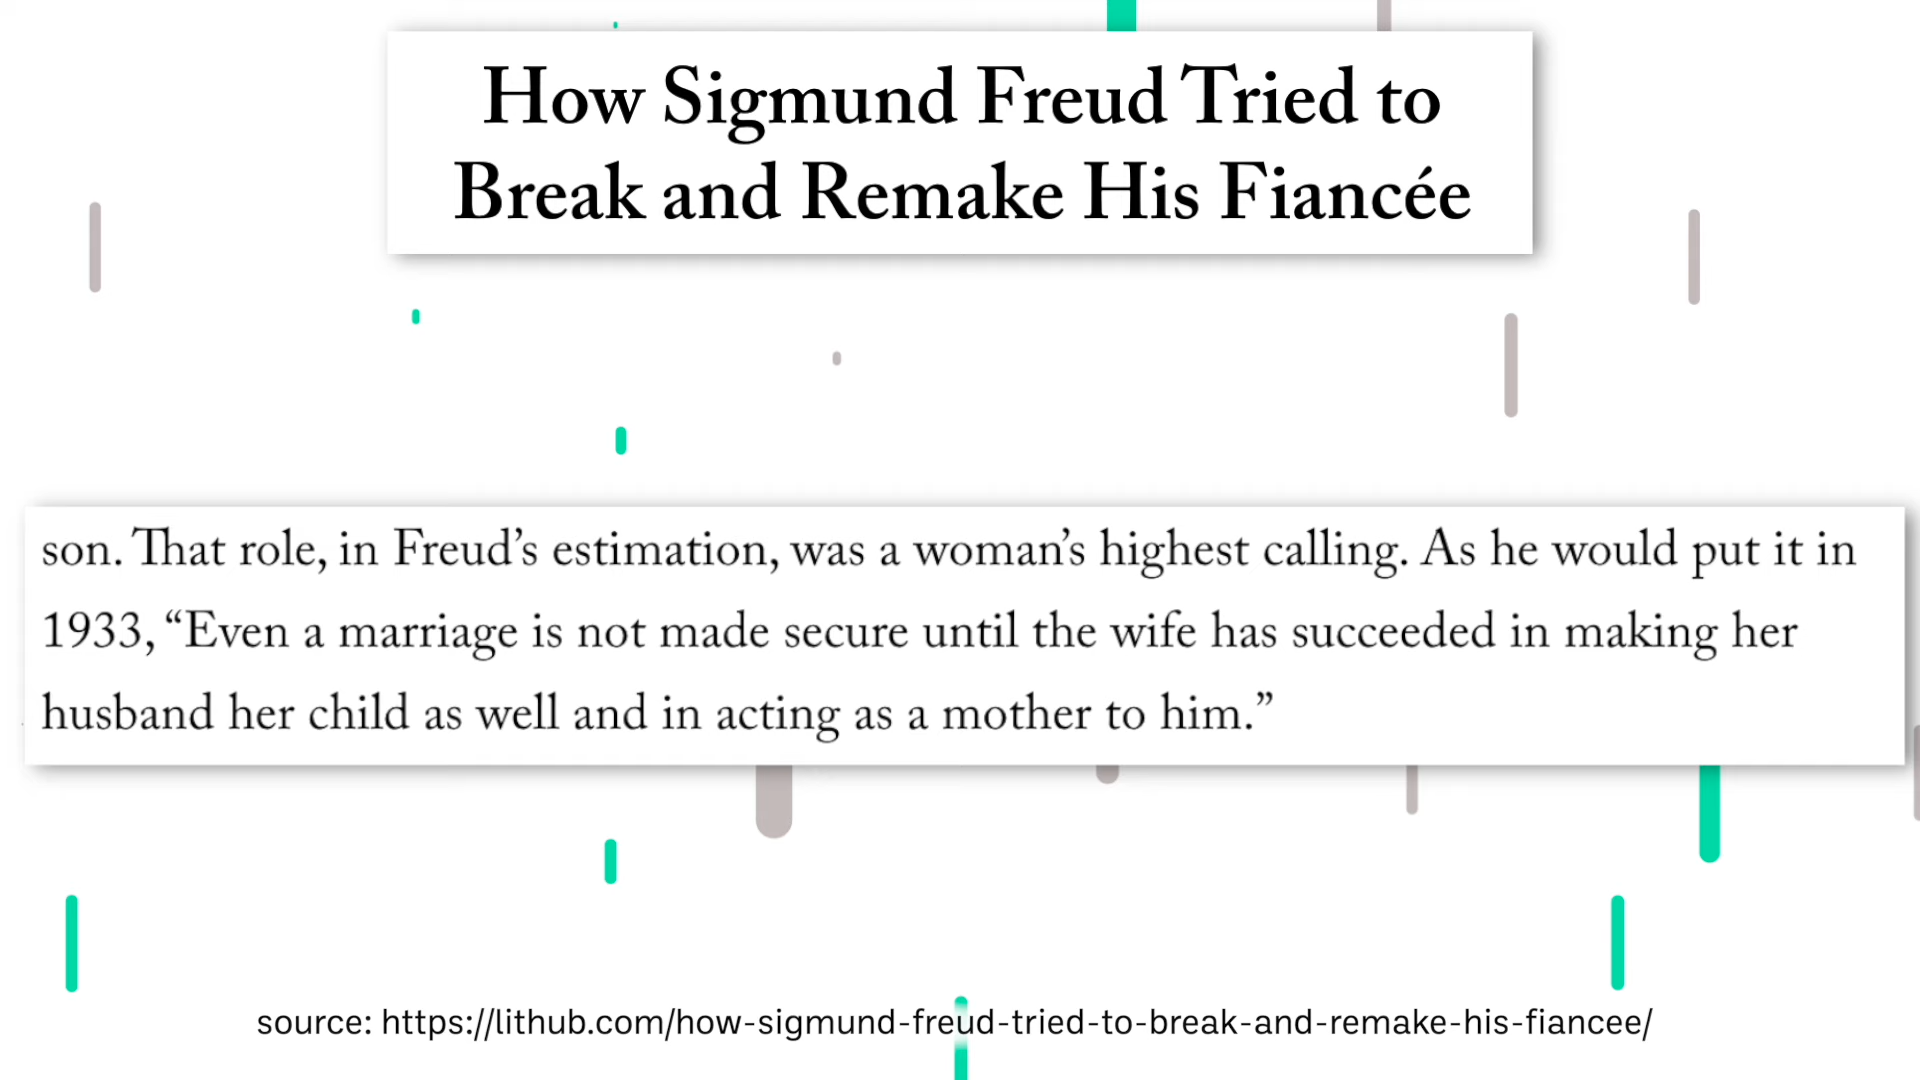 How Sigmund Freud Tried to
Break and Remake His Fiancée
son. That role, in Freud’s estimation, was a woman’s highest calling. As he would put it in
1933, “Even a marriage is not made secure until the wife has succeeded in making her
husband her child as well and in acting as a mother to him.”
source: https://lithub.com/how-sigmund-freud-tried-to-break-and-remake-his-fiancee/